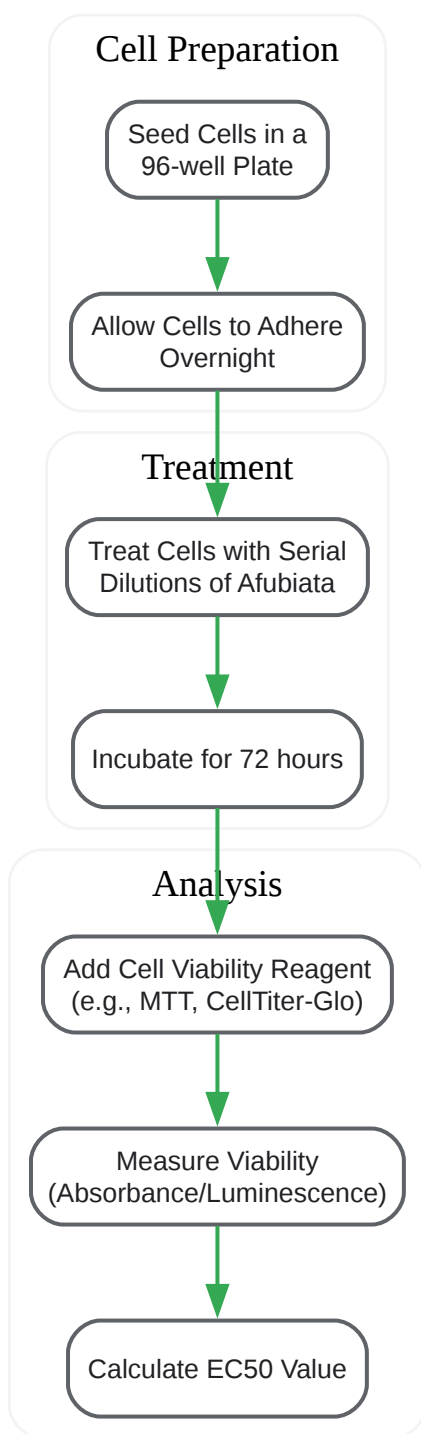 Cell Preparation
Seed Cells in a
96-well Plate
Allow Cells to Adhere
Overnight
Treatment
Treat Cells with Serial
Dilutions of Afubiata
Incubate for 72 hours
Analysis
Add Cell Viability Reagent
(e.g., MTT, CellTiter-Glo)
Measure Viability
(Absorbance/Luminescence)
Calculate EC50 Value